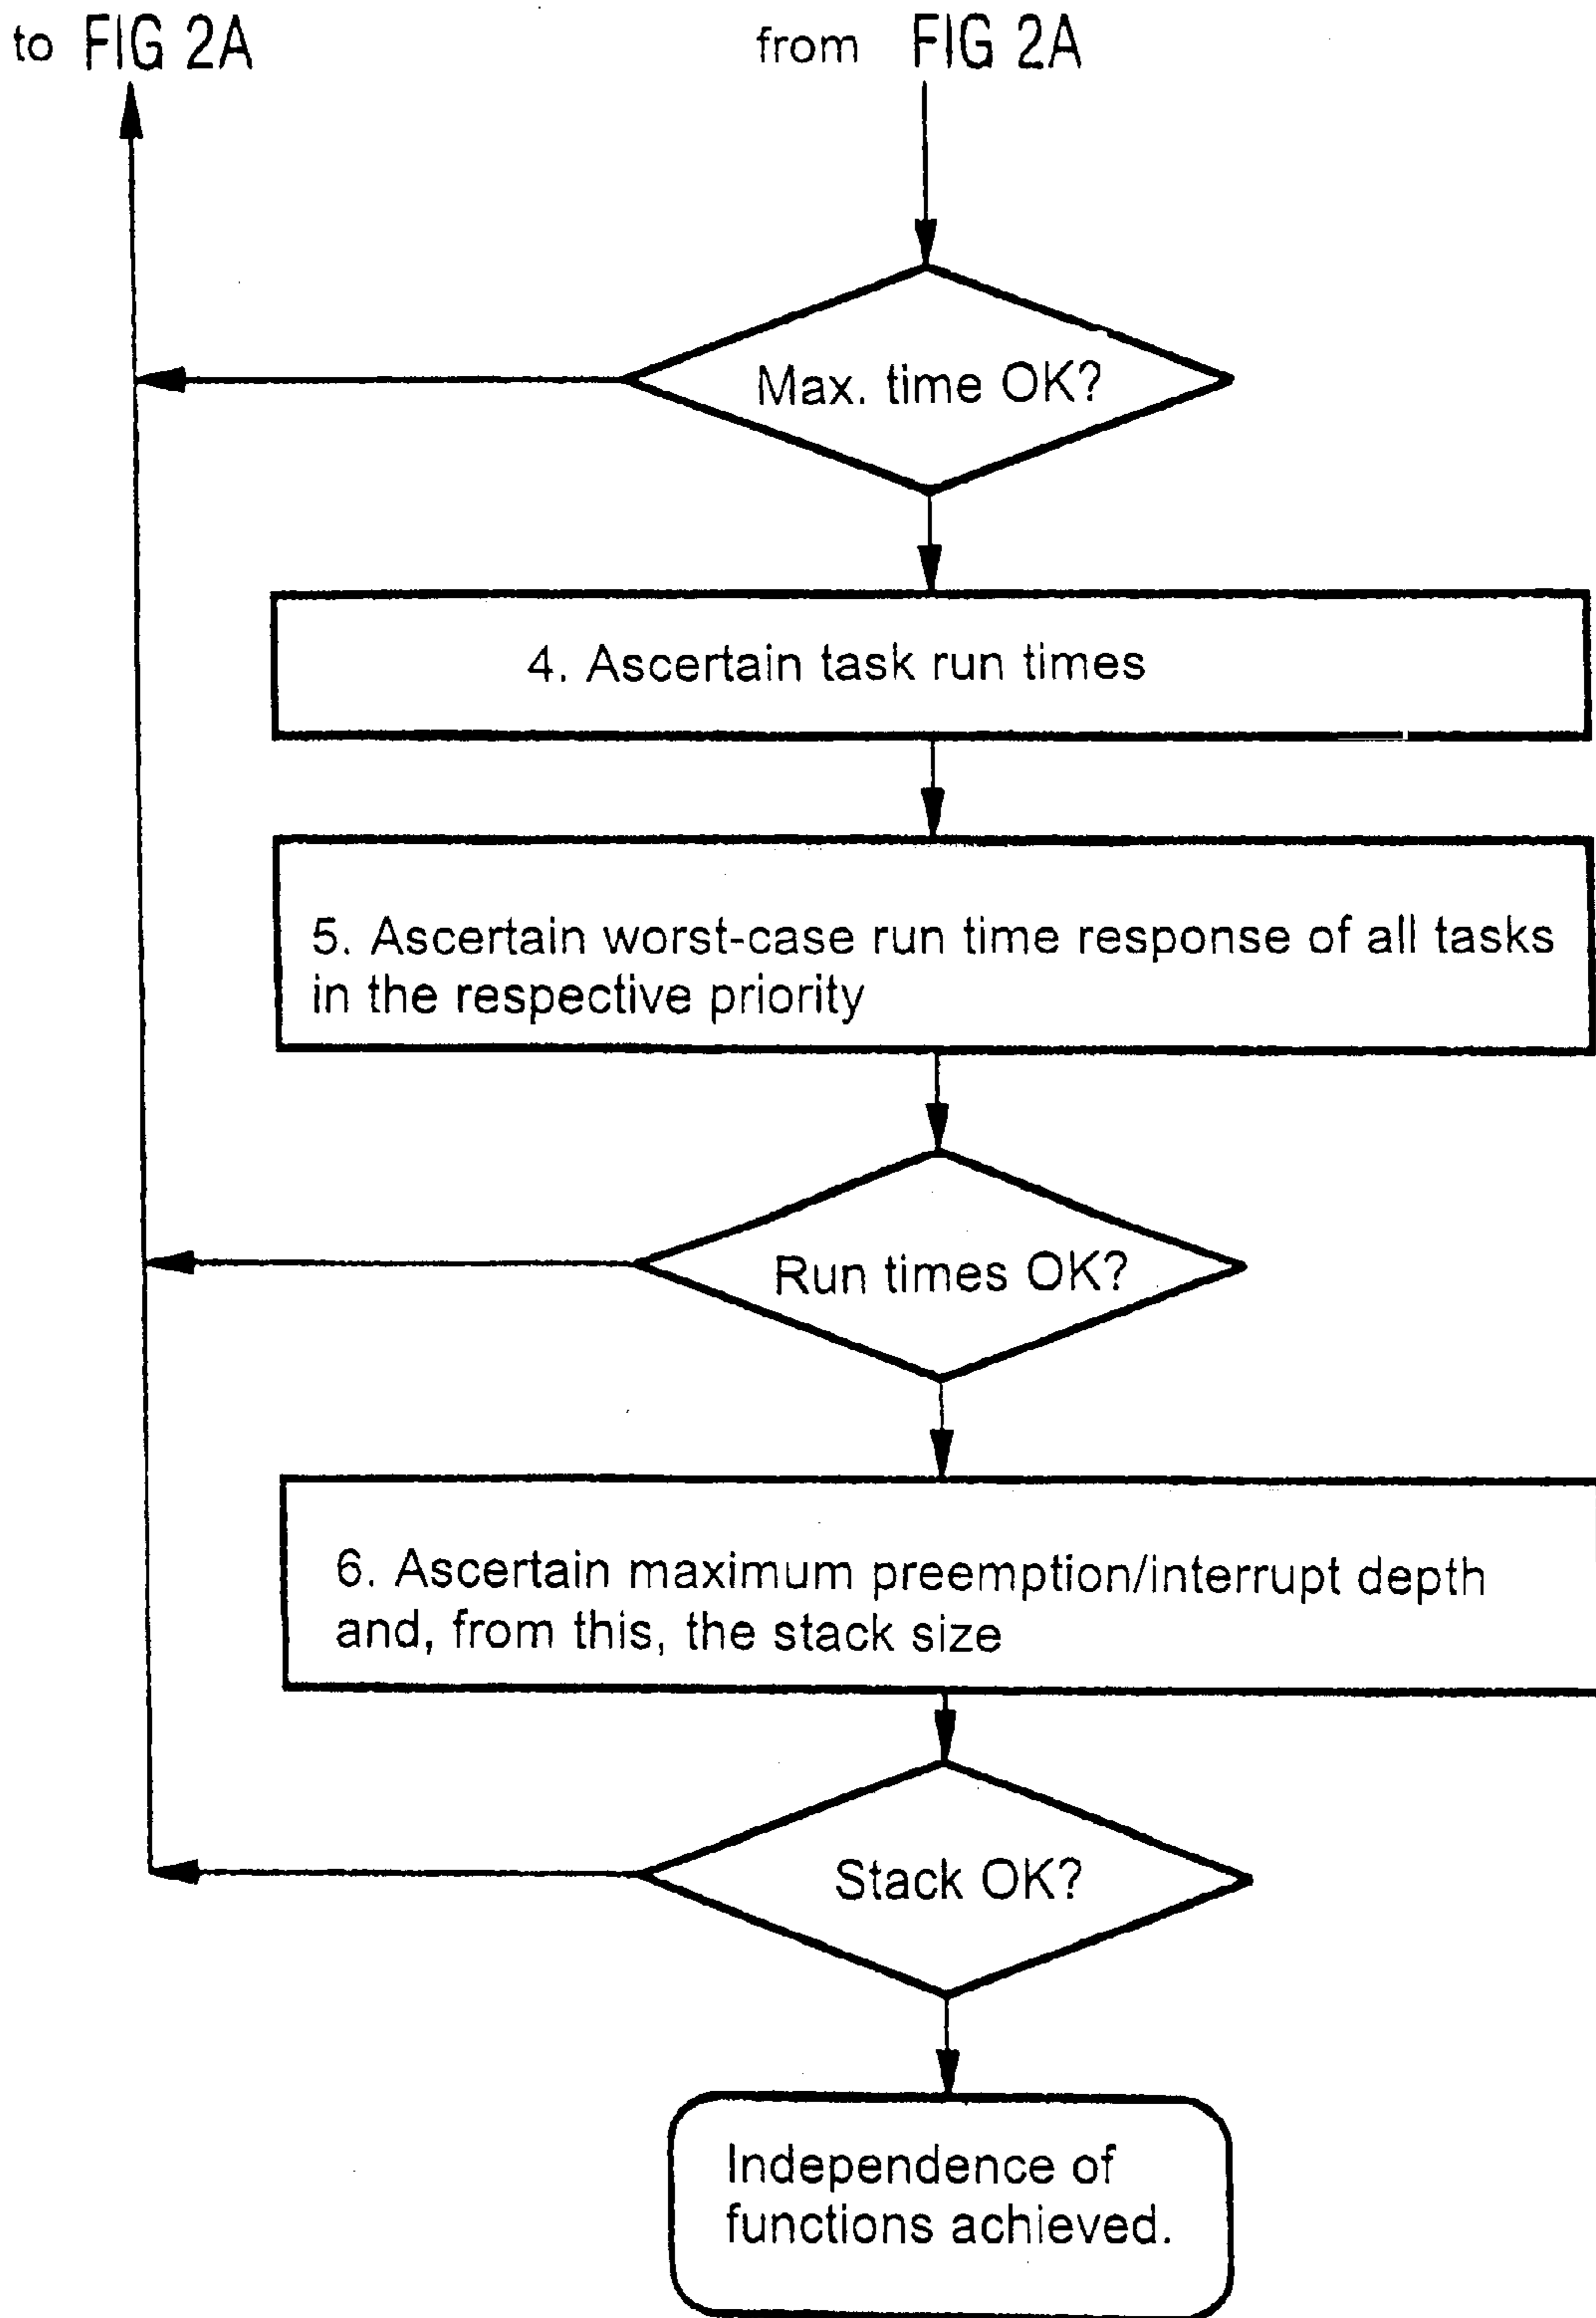 to FIG 2A
from FIG 2A
Max. time OK?
4. Ascertain task run times
5. Ascertain worst-case run time response of all tasks
in the respective priority
Run times OK?
6. Ascertain maximum preemption/interrupt depth
and, from this, the stack size
Stack OK?
Independence of
functions achieved.